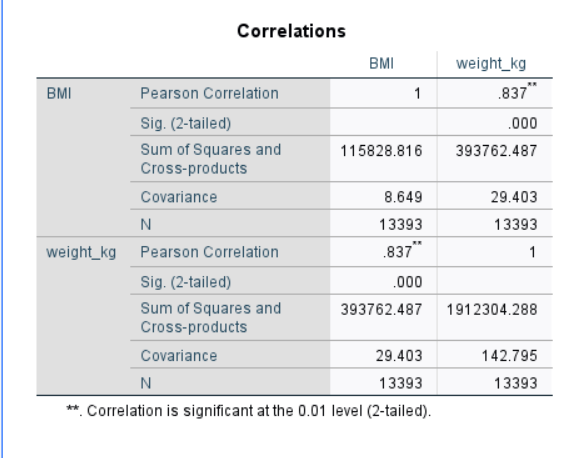 Correlations
BMI weight_kg
BMI Pearson Correlation 1 .837**
Sig. (2-tailed) .000
Sum of Squares and 115828.816 393762.487
Cross-products
Covariance 8.649 29.403
N 13393 13393
weight_kg Pearson Correlation .837** 1
Sig. (2-tailed) .000
Sum of Squares and 393762.487 1912304.288
Cross-products
Covariance 29.403 142.795
N 13393 13393
**. Correlation is significant at the 0.01 level (2-tailed).